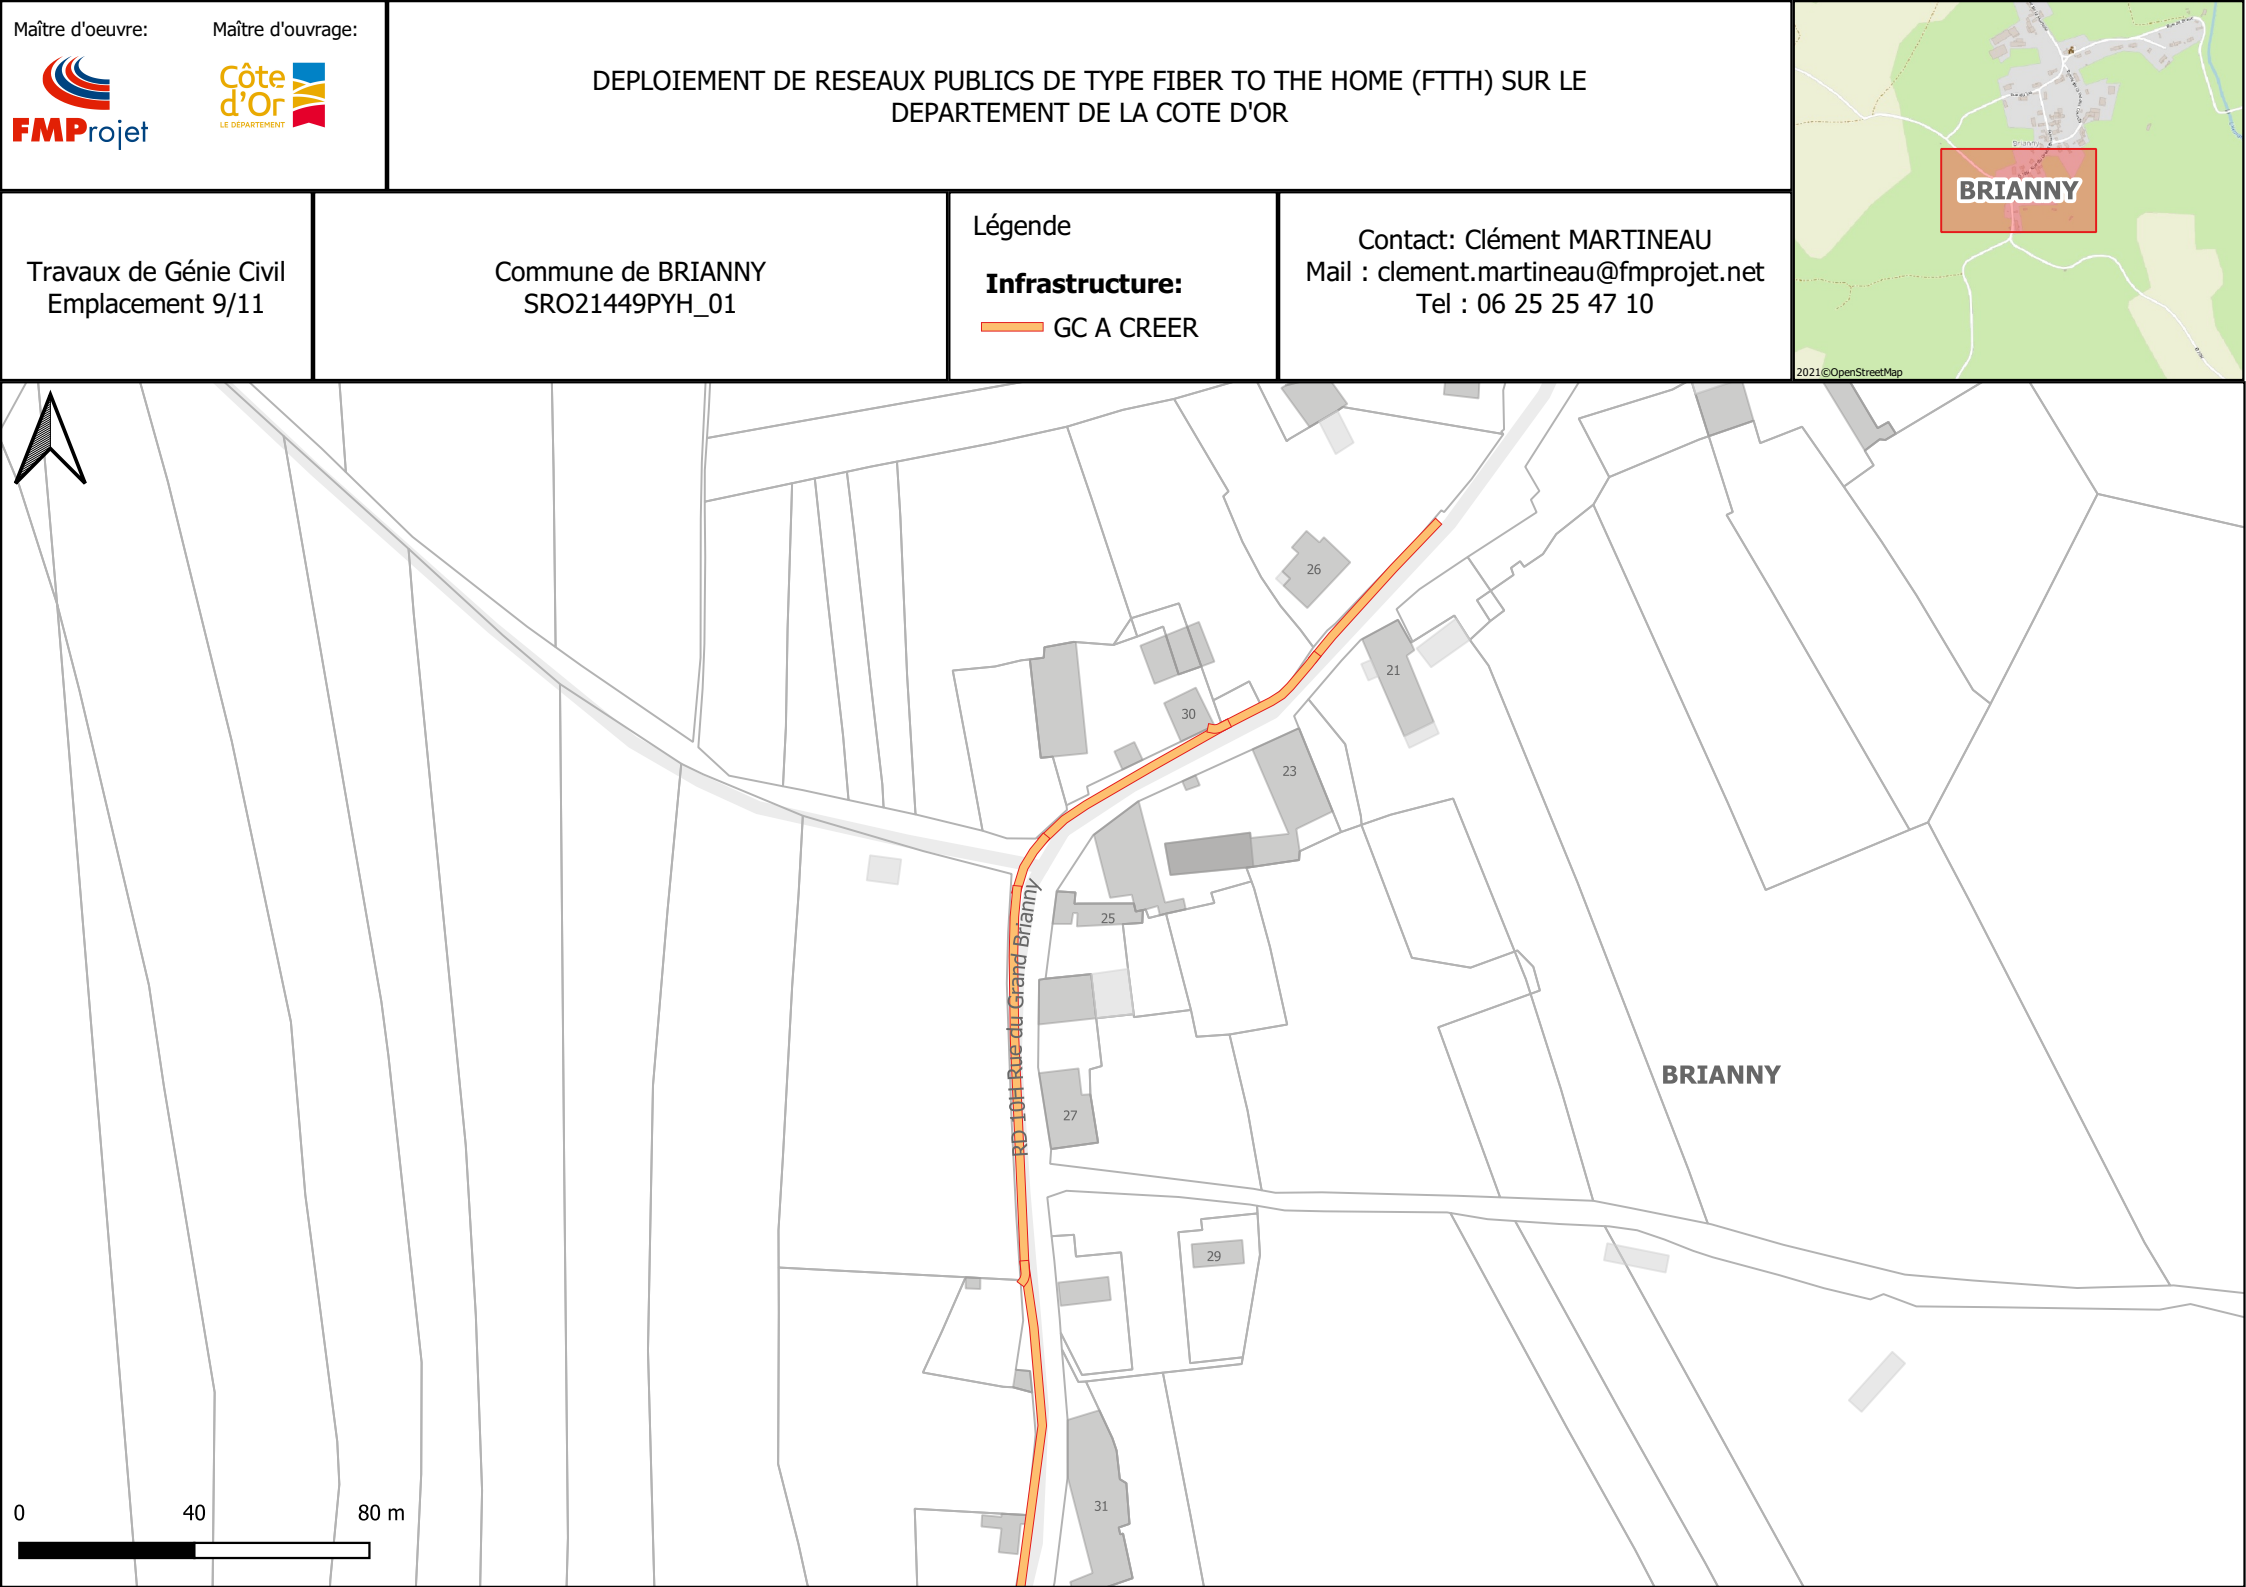 Maître d'oeuvre:
Maître d'ouvrage:
FMProjet
Côte
d'Or
LE DÉPARTEMENT
DEPLOIEMENT DE RESEAUX PUBLICS DE TYPE FIBER TO THE HOME (FTTH) SUR LE
DEPARTEMENT DE LA COTE D'OR
Travaux de Génie Civil
Emplacement 9/11
Commune de BRIANNY
SRO21449PYH_01
Légende
Infrastructure:
GC A CREER
Contact: Clément MARTINEAU
Mail : clement.martineau@fmprojet.net
Tel : 06 25 25 47 10
Brianny
BRIANNY
2021©OpenStreetMap
26
21
30
23
25
RD 10H Rue du Grand Brianny
27
BRIANNY
29
31
0
40
80 m